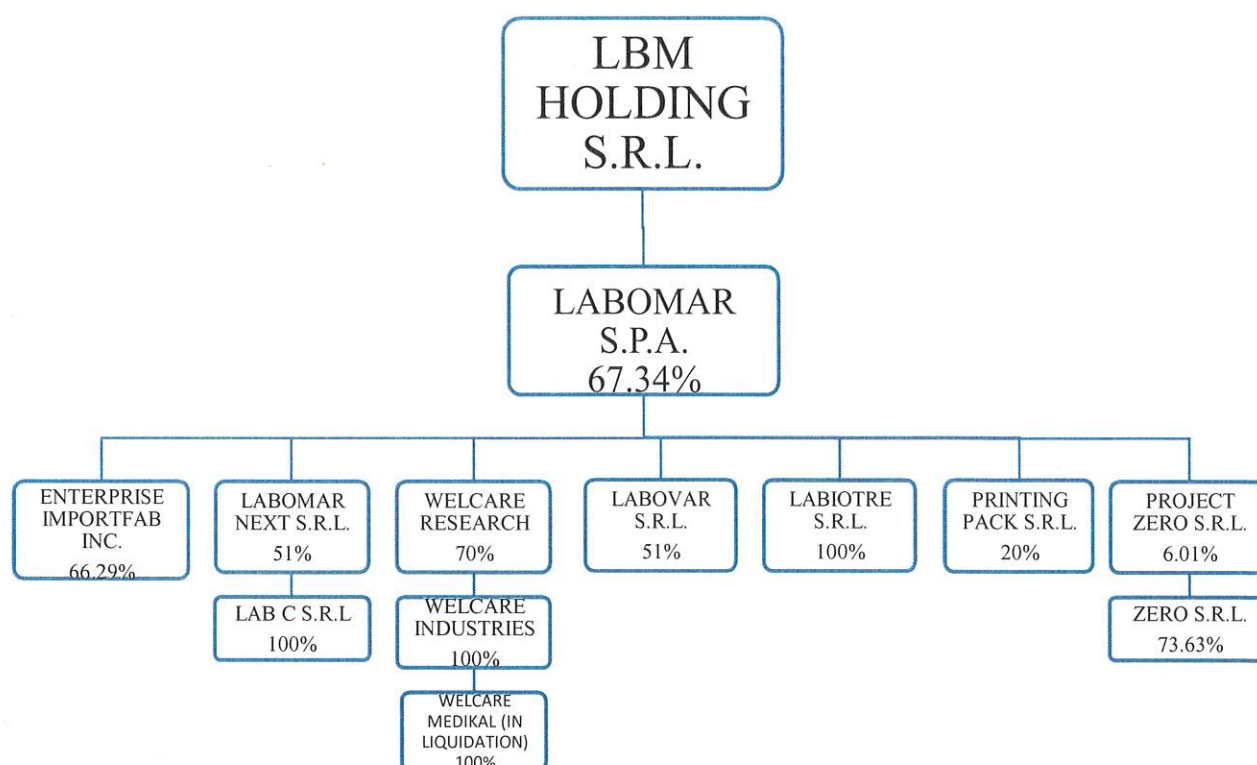 LBM
HOLDING
S.R.L.
LABOMAR
S.P.A.
67.34%
ENTERPRISE
IMPORTFAB
INC.
66.29%
LABOMAR
NEXT S.R.L.
51%
WELCARE
RESEARCH
70%
LABOVAR
S.R.L.
51%
LABIOTRE
S.R.L.
100%
PRINTING
PACK S.R.L.
20%
PROJECT
ZERO S.R.L.
6.01%
LAB C S.R.L
100%
WELCARE
INDUSTRIES
100%
ZERO S.R.L.
73.63%
WELCARE
MEDIKAL (IN
LIQUIDATION)
100%